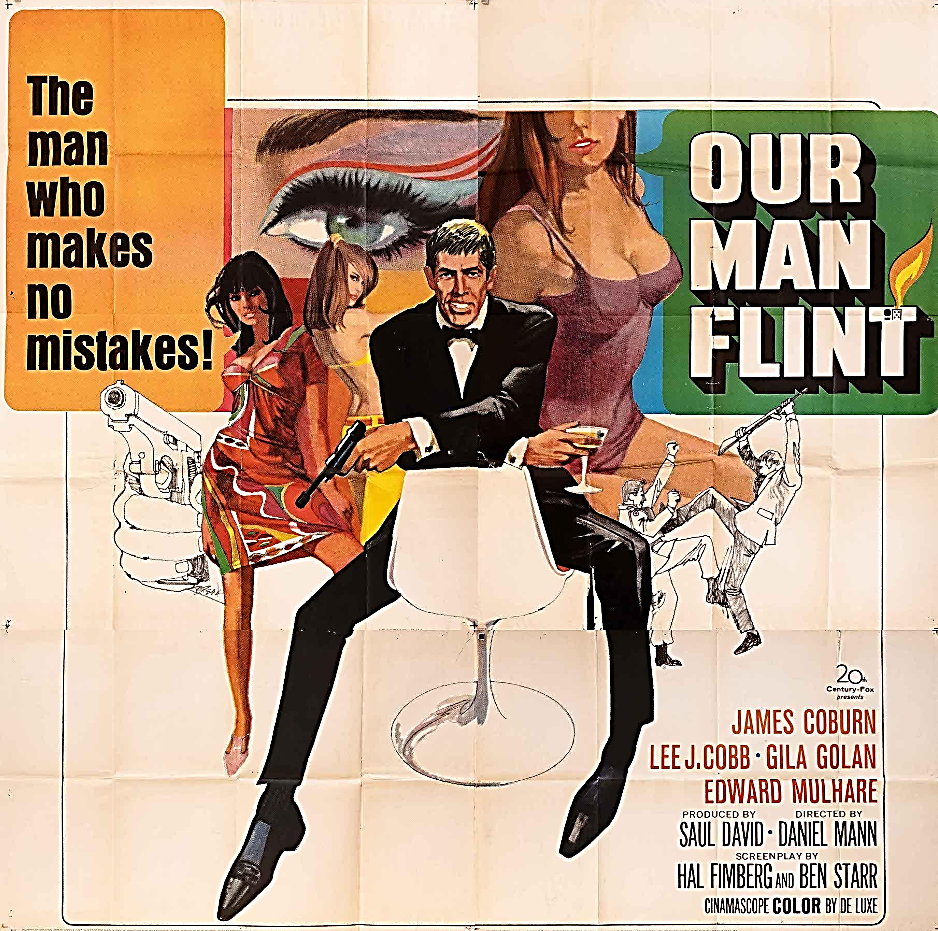 The
man
who
makes
no
mistakes!
OUR
MAN
FLINT
20th
Century-Fox
presents
JAMES COBURN
LEE J. COBB · GILA GOLAN
EDWARD MULHARE
PRODUCED BY DIRECTED BY
SAUL DAVID · DANIEL MANN
SCREENPLAY BY
HAL FIMBERG AND BEN STARR
CINEMASCOPE COLOR BY DE LUXE